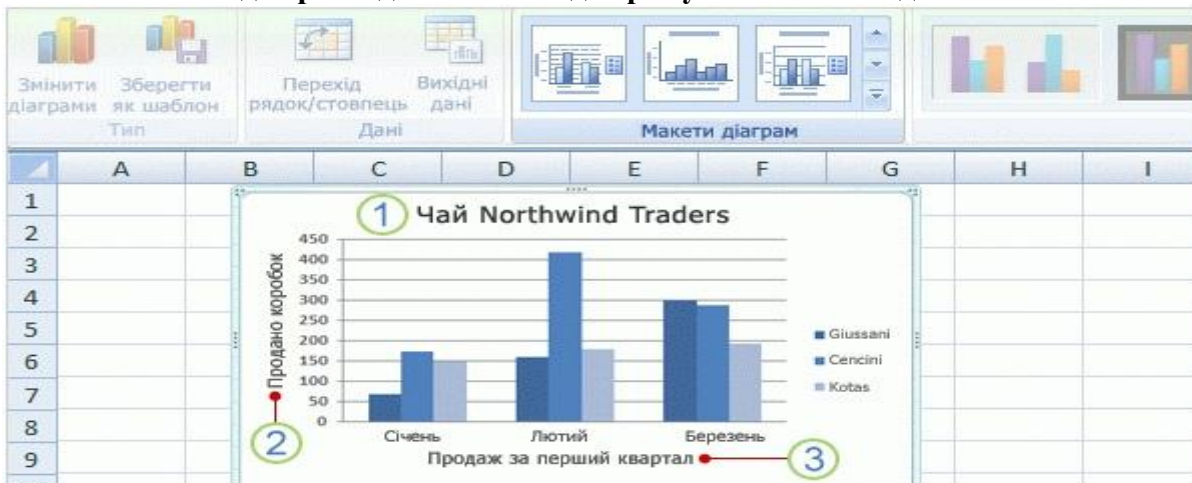 Змінити Зберегти Перехід Вихідні
діаграми як шаблон рядок/стовпець дані
Тип Дані Макети діаграм
A B C D E F G H I
1
2
3
4
5
6
7
8
9
1 Чай Northwind Traders
450
400
350
300
250
200
150
100
50
0
Продано коробок
2
Січень Лютий Березень
Продаж за перший квартал 3
Giussani
Cencini
Kotas